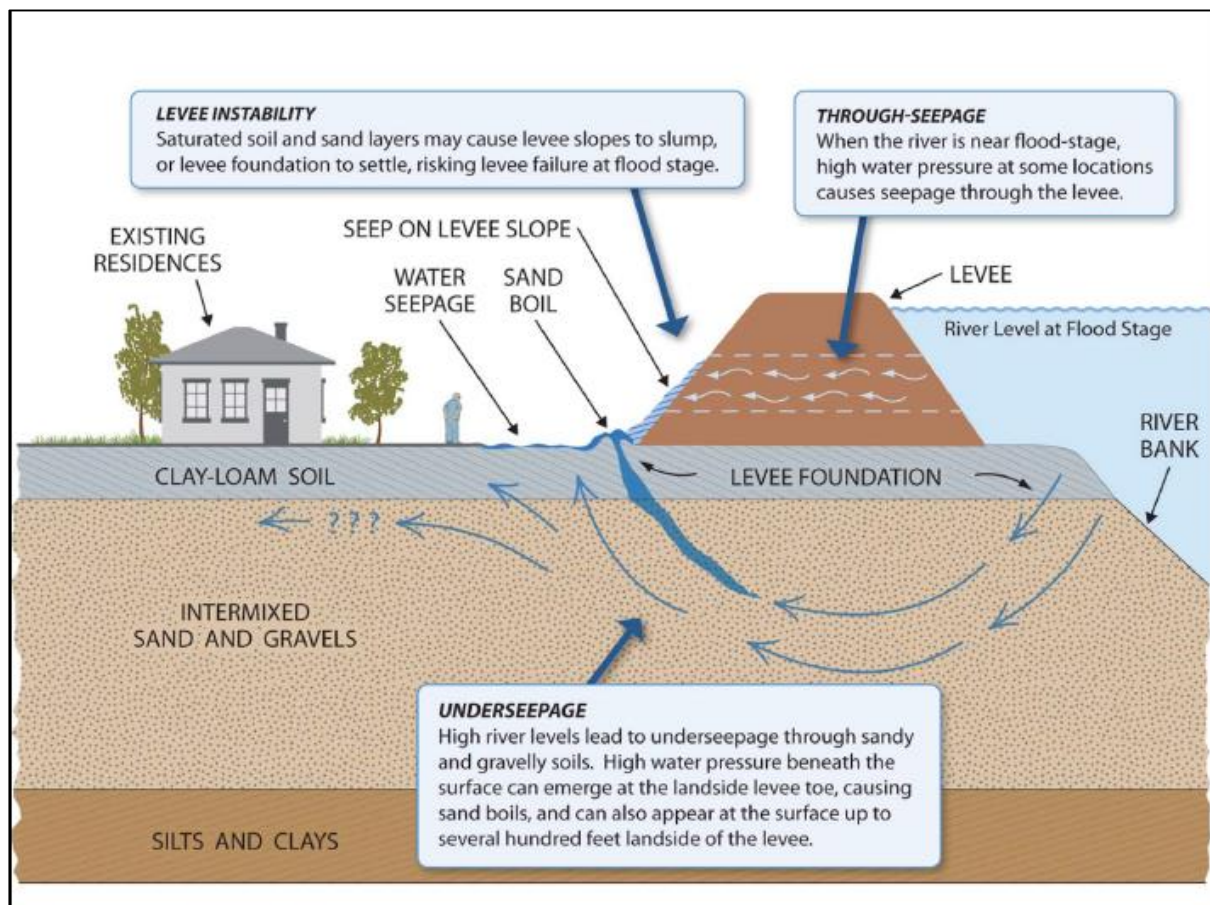 LEVEE INSTABILITY
Saturated soil and sand layers may cause levee slopes to slump,
or levee foundation to settle, risking levee failure at flood stage.
THROUGH-SEEPAGE
When the river is near flood-stage,
high water pressure at some locations
causes seepage through the levee.
EXISTING
RESIDENCES
SEEP ON LEVEE SLOPE
WATER
SEEPAGE
SAND
BOIL
LEVEE
River Level at Flood Stage
RIVER
BANK
CLAY-LOAM SOIL
LEVEE FOUNDATION
???
INTERMIXED
SAND AND GRAVELS
UNDERSEEPAGE
High river levels lead to underseepage through sandy
and gravelly soils. High water pressure beneath the
surface can emerge at the landside levee toe, causing
sand boils, and can also appear at the surface up to
several hundred feet landside of the levee.
SILTS AND CLAYS